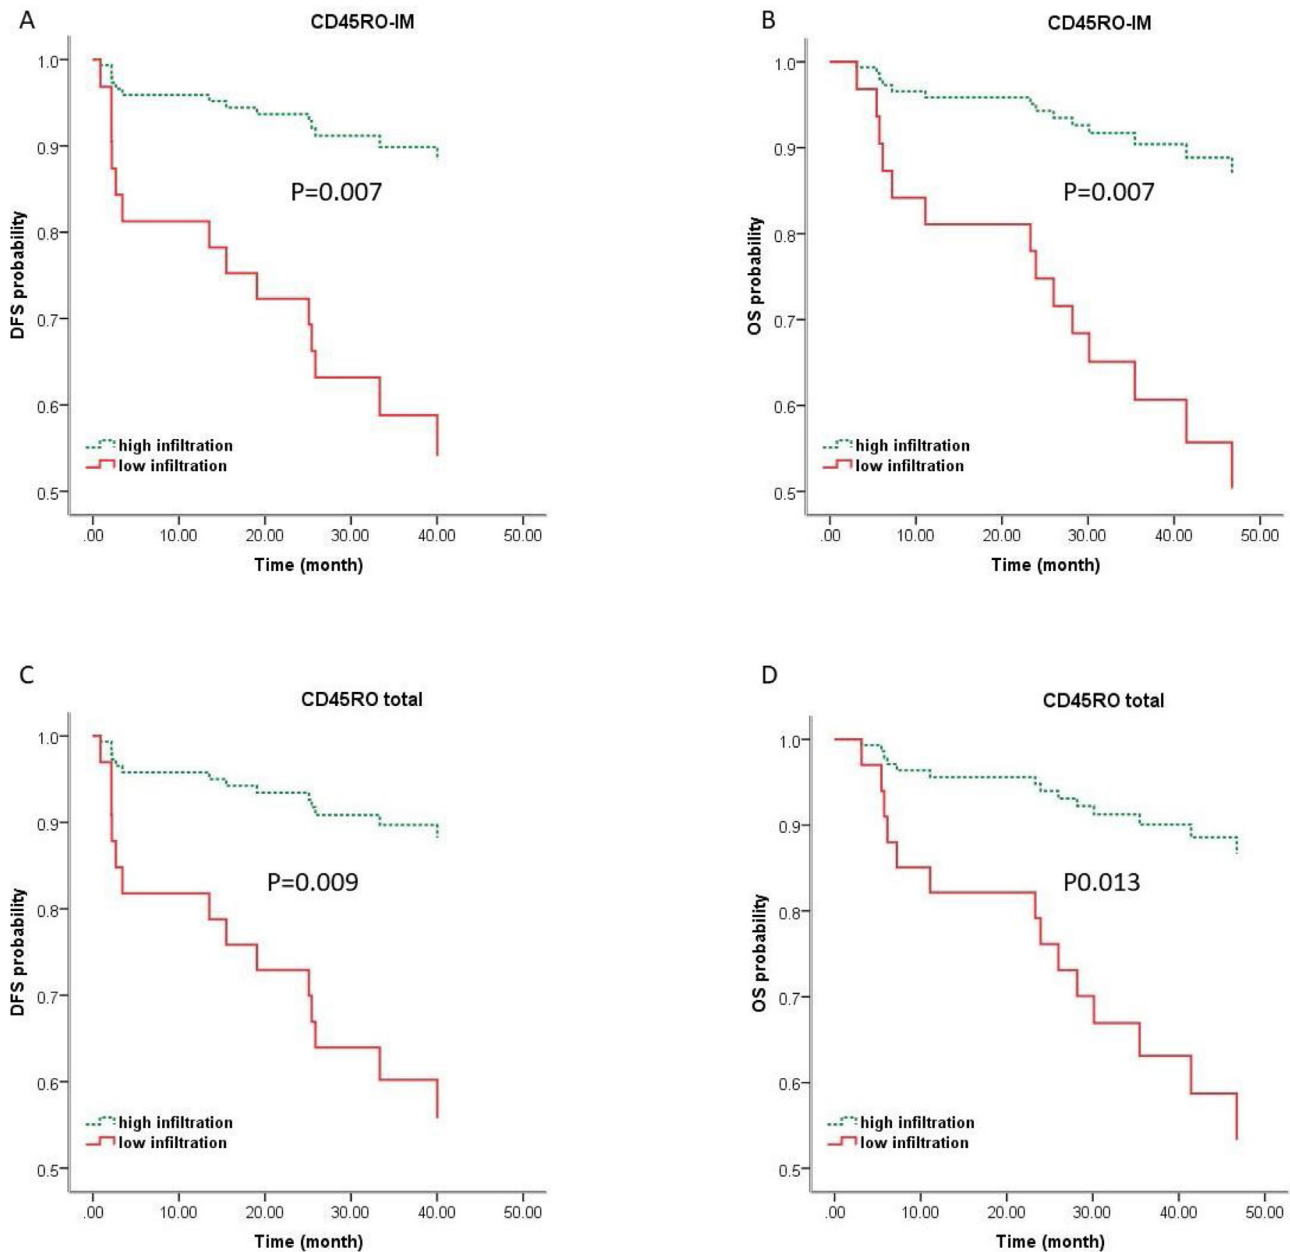 A
CD45RO-IM
1.0
0.9
0.8
0.7
0.6
0.5
DFS probability
P=0.007
high infiltration
low infiltration
.00 10.00 20.00 30.00 40.00 50.00
Time (month)
B
CD45RO-IM
1.0
0.9
0.8
0.7
0.6
0.5
OS probability
P=0.007
high infiltration
low infiltration
.00 10.00 20.00 30.00 40.00 50.00
Time (month)
C
CD45RO total
1.0
0.9
0.8
0.7
0.6
0.5
DFS probability
P=0.009
high infiltration
low infiltration
.00 10.00 20.00 30.00 40.00 50.00
Time (month)
D
CD45RO total
1.0
0.9
0.8
0.7
0.6
0.5
OS probability
P0.013
high infiltration
low infiltration
.00 10.00 20.00 30.00 40.00 50.00
Time (month)